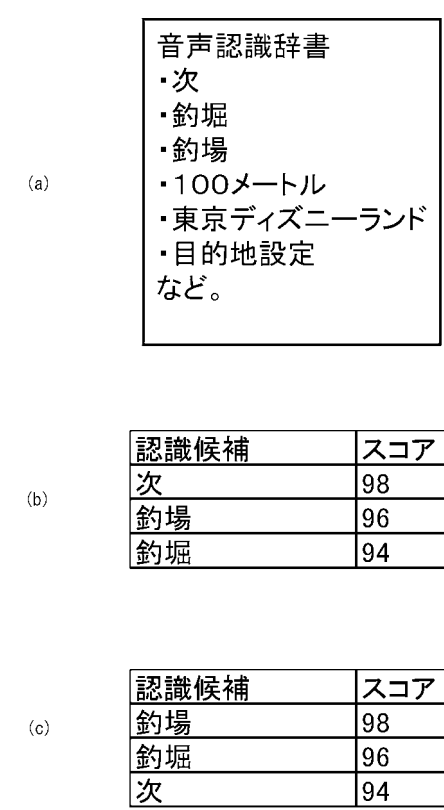 音声認識辞書
・次
・釣堀
・釣場
(a)
・100メートル
・東京ディズニーランド
・目的地設定
など。
認識候補 スコア
次 98
(b)
釣場 96
釣堀 94
認識候補 スコア
釣場 98
(c)
釣堀 96
次 94